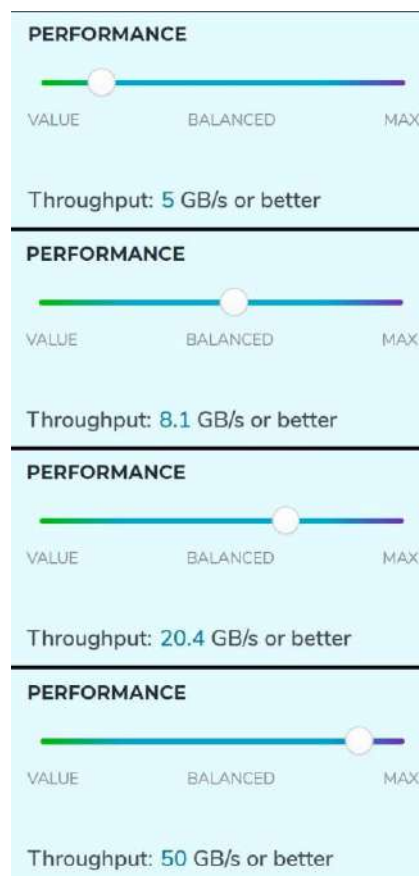 PERFORMANCE
VALUE BALANCED MAX
Throughput: 5 GB/s or better
PERFORMANCE
VALUE BALANCED MAX
Throughput: 8.1 GB/s or better
PERFORMANCE
VALUE BALANCED MAX
Throughput: 20.4 GB/s or better
PERFORMANCE
VALUE BALANCED MAX
Throughput: 50 GB/s or better